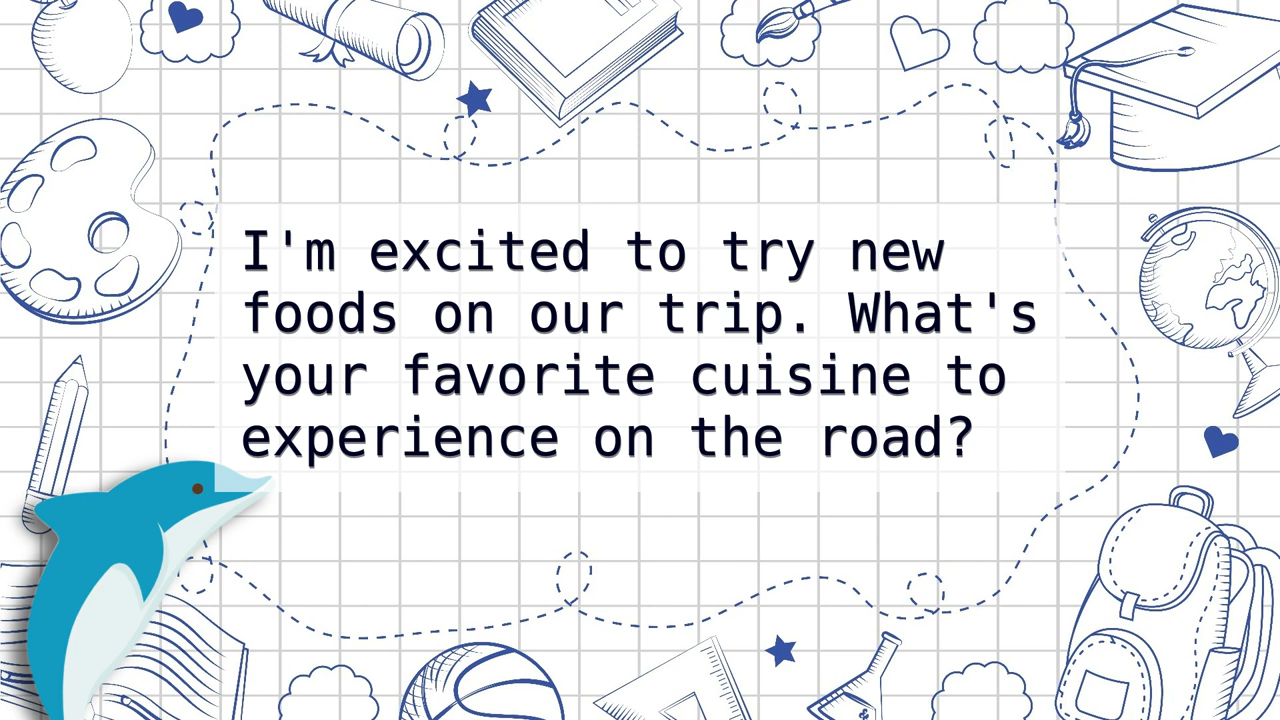 I'm excited to try new
foods on our trip. What's
your favorite cuisine to
experience on the road?